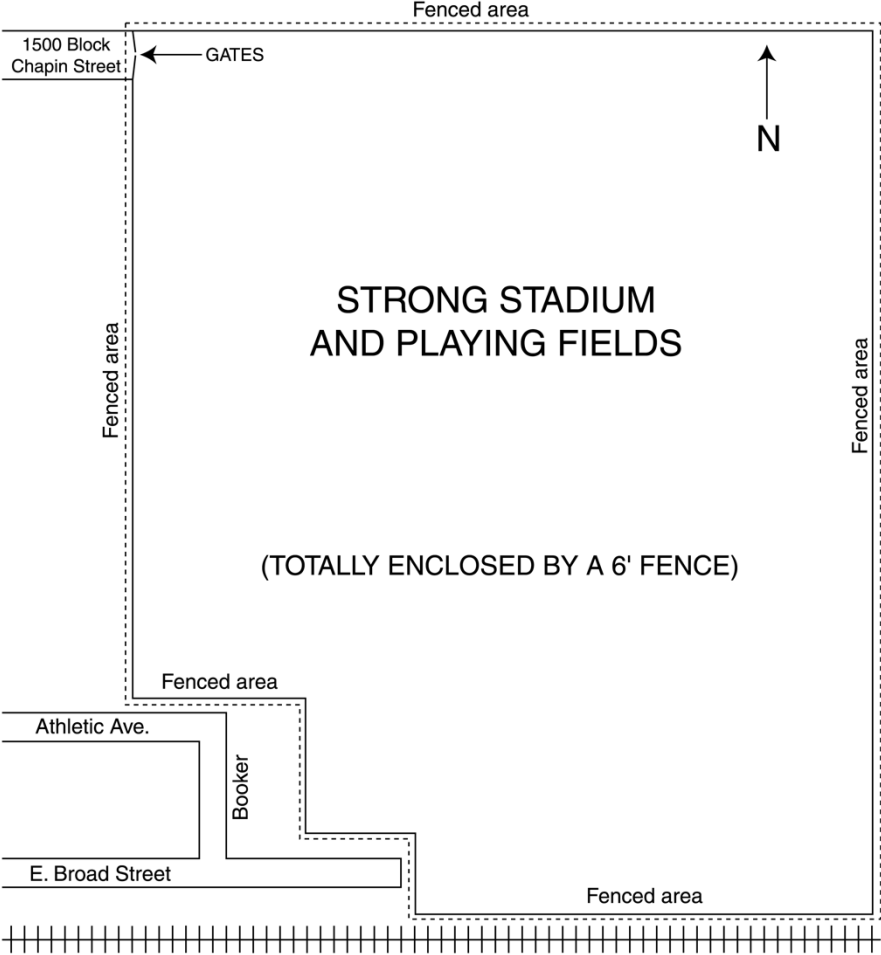 Fenced area
1500 Block
Chapin Street
GATES
N
STRONG STADIUM
AND PLAYING FIELDS
Fenced area
Fenced area
(TOTALLY ENCLOSED BY A 6' FENCE)
Fenced area
Athletic Ave.
Booker
E. Broad Street
Fenced area